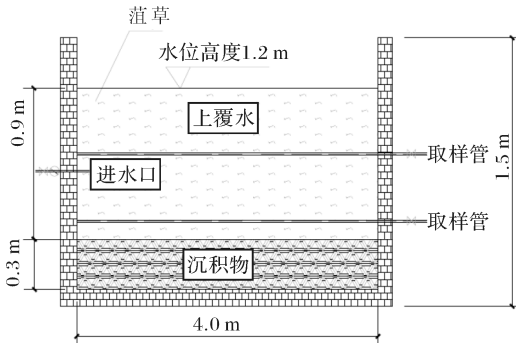 菹草
水位高度1.2 m
上覆水
0.9 m
取样管
进水口
1.5 m
取样管
沉积物
0.3 m
4.0 m